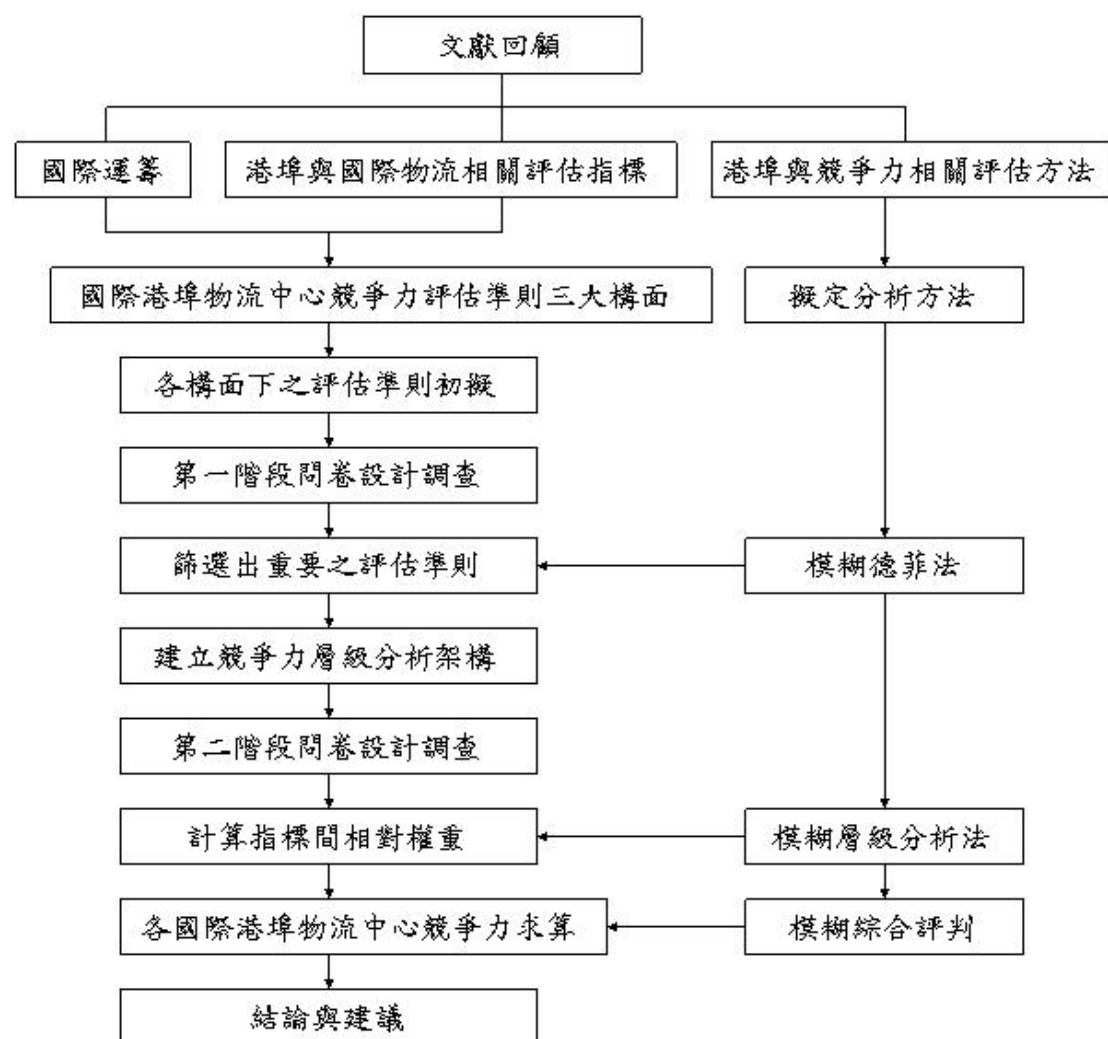 文獻回顧
國際運籌
港埠與國際物流相關評估指標
港埠與競爭力相關評估方法
國際港埠物流中心競爭力評估準則三大構面
擬定分析方法
各構面下之評估準則初擬
第一階段問卷設計調查
篩選出重要之評估準則
模糊德菲法
建立競爭力層級分析架構
第二階段問卷設計調查
計算指標間相對權重
模糊層級分析法
各國際港埠物流中心競爭力求算
模糊綜合評判
結論與建議